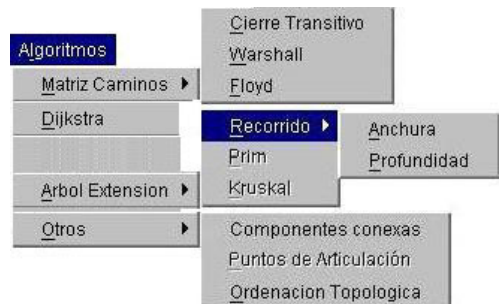 Algoritmos
Matriz Caminos
Dijkstra
Arbol Extension
Otros
Cierre Transitivo
Warshall
Floyd
Recorrido
Prim
Kruskal
Anchura
Profundidad
Componentes conexas
Puntos de Articulación
Ordenacion Topologica